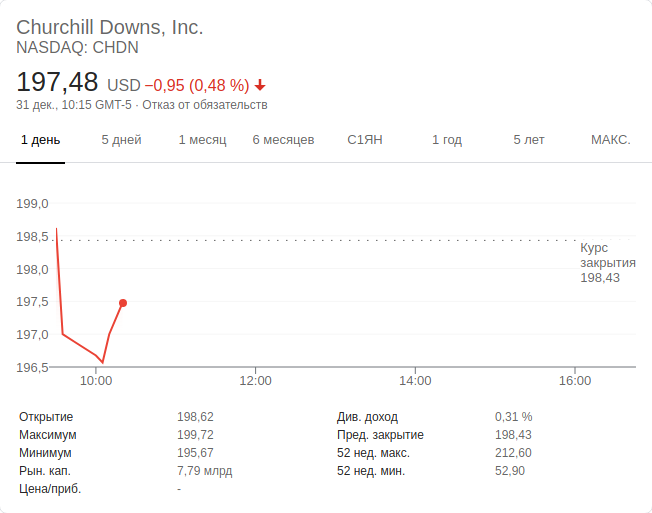 Churchill Downs, Inc.
NASDAQ: CHDN
197,48 USD −0,95 (0,48 %)
31 дек., 10:15 GMT-5 · Отказ от обязательств
1 день 5 дней 1 месяц 6 месяцев С1ЯН 1 год 5 лет МАКС.
199,0
198,5
198,0
197,5
197,0
196,5
Курс
закрытия
198,43
10:00 12:00 14:00 16:00
Открытие 198,62 Див. доход 0,31 %
Максимум 199,72 Пред. закрытие 198,43
Минимум 195,67 52 нед. макс. 212,60
Рын. кап. 7,79 млрд 52 нед. мин. 52,90
Цена/приб. -